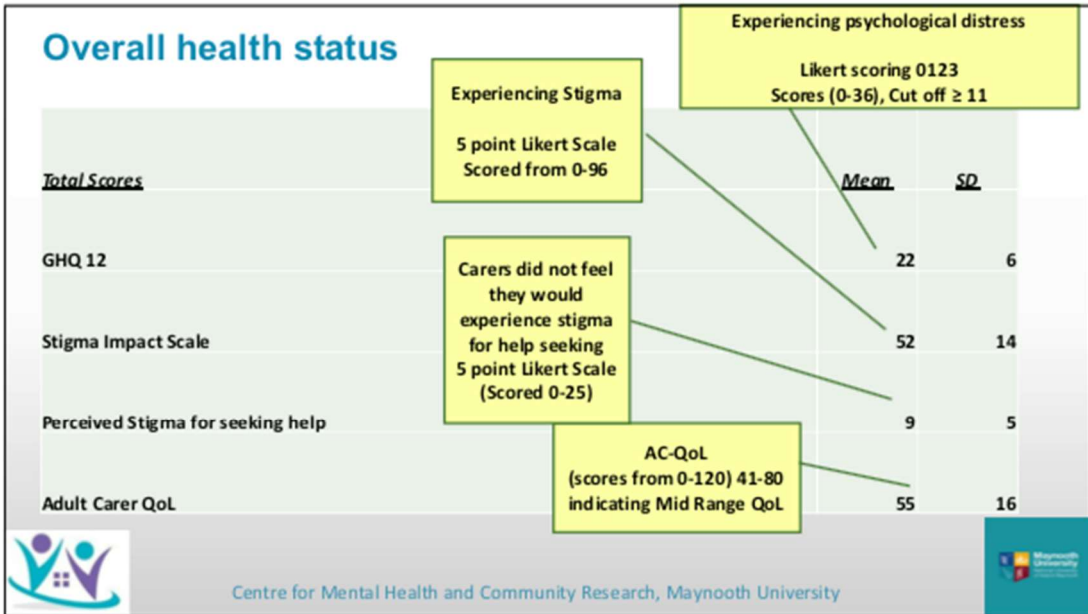 Overall health status
Experiencing psychological distress
Likert scoring 0123
Scores (0-36), Cut off ≥ 11
Experiencing Stigma
5 point Likert Scale
Scored from 0-96
Total Scores Mean SD
GHQ 12 22 6
Carers did not feel
they would
experience stigma
for help seeking
5 point Likert Scale
(Scored 0-25)
Stigma Impact Scale 52 14
Perceived Stigma for seeking help 9 5
AC-QoL
(scores from 0-120) 41-80
indicating Mid Range QoL
Adult Carer QoL 55 16
Centre for Mental Health and Community Research, Maynooth University
Maynooth
University